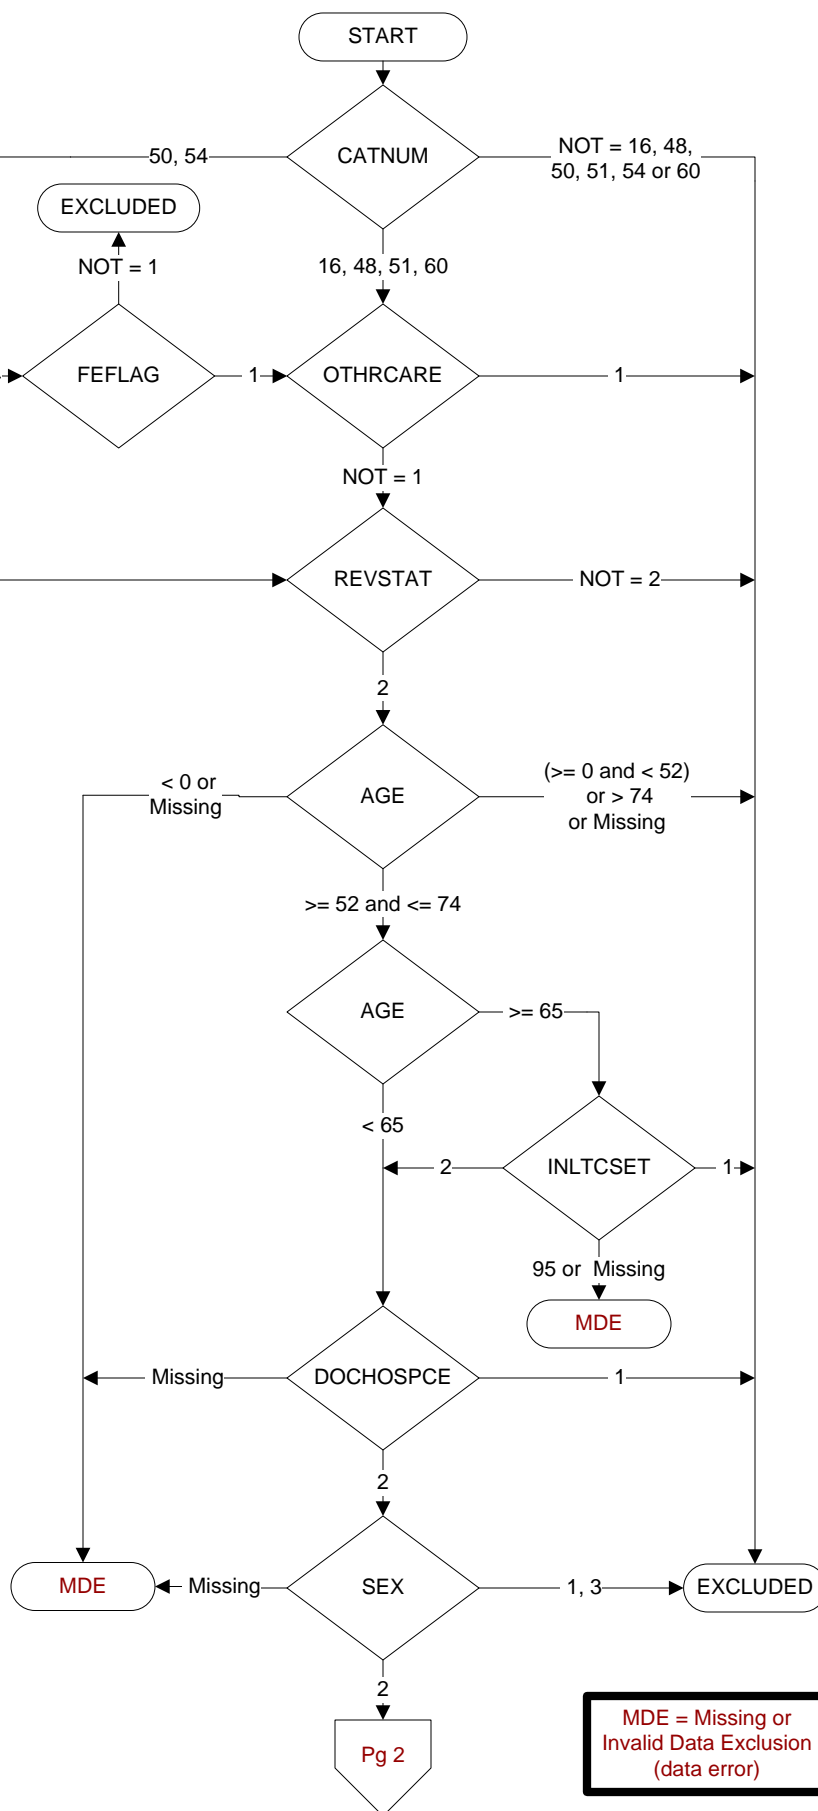 START
CATNUM
50, 54
NOT = 16, 48,
50, 51, 54 or 60
EXCLUDED
NOT = 1
16, 48, 51, 60
FEFLAG
1
OTHRCARE
1
NOT = 1
REVSTAT
NOT = 2
2
< 0 or
Missing
AGE
(>= 0 and < 52)
or > 74
or Missing
>= 52 and <= 74
AGE
>= 65
< 65
2
INLTCSET
1
95 or Missing
MDE
Missing
DOCHOSPCE
1
2
MDE
Missing
SEX
1, 3
EXCLUDED
2
Pg 2
MDE = Missing or
Invalid Data Exclusion
(data error)